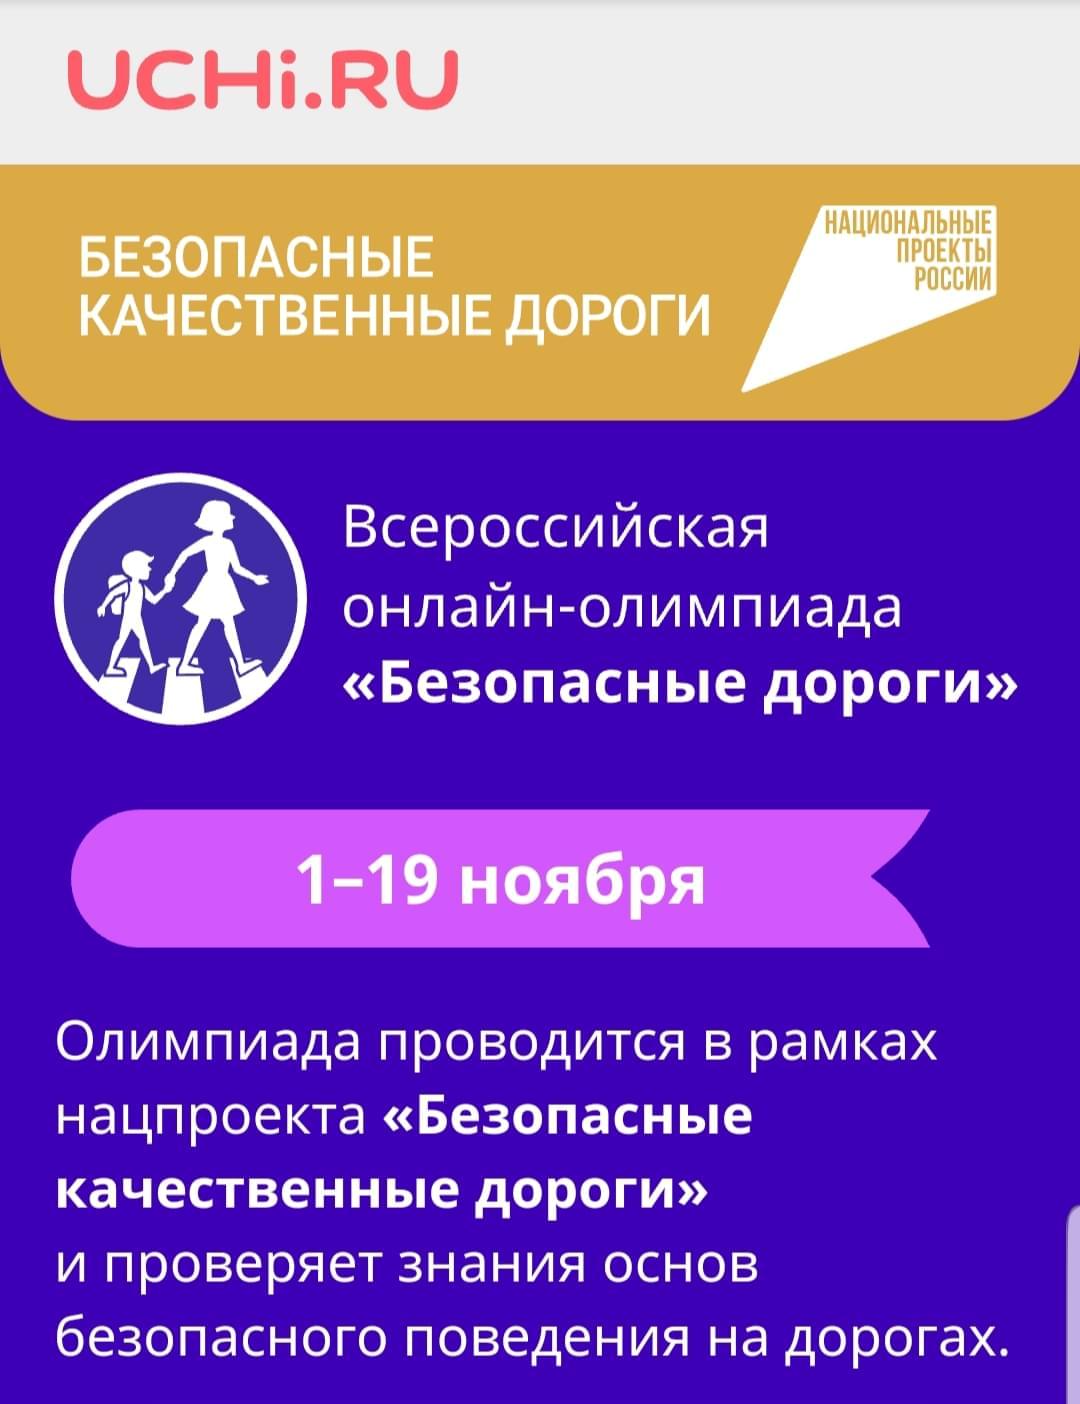 UCHi.RU
БЕЗОПАСНЫЕ
КАЧЕСТВЕННЫЕ ДОРОГИ
НАЦИОНАЛЬНЫЕ
ПРОЕКТЫ
РОССИИ
Всероссийская
онлайн-олимпиада
«Безопасные дороги»
1–19 ноября
Олимпиада проводится в рамках
нацпроекта «Безопасные
качественные дороги»
и проверяет знания основ
безопасного поведения на дорогах.